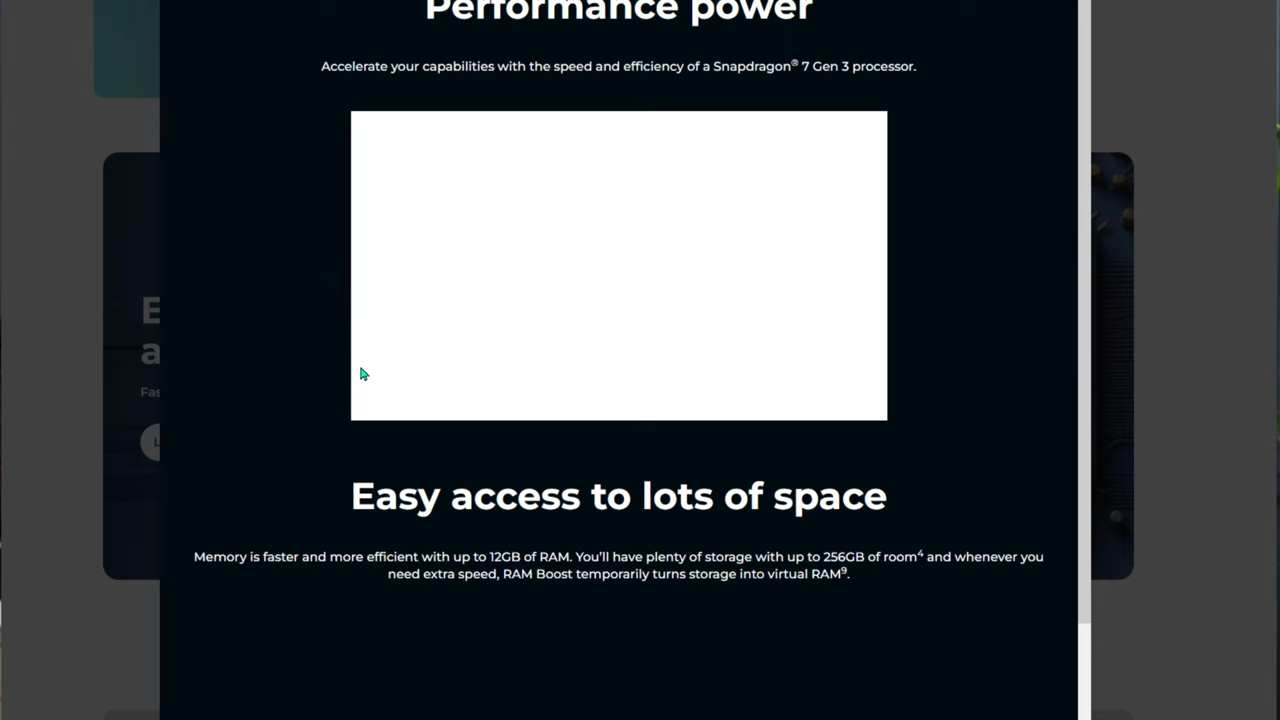 Performance power
Accelerate your capabilities with the speed and efficiency of a Snapdragon® 7 Gen 3 processor.
Easy access to lots of space
Memory is faster and more efficient with up to 12GB of RAM. You’ll have plenty of storage with up to 256GB of room⁴ and whenever you
need extra speed, RAM Boost temporarily turns storage into virtual RAM⁹.